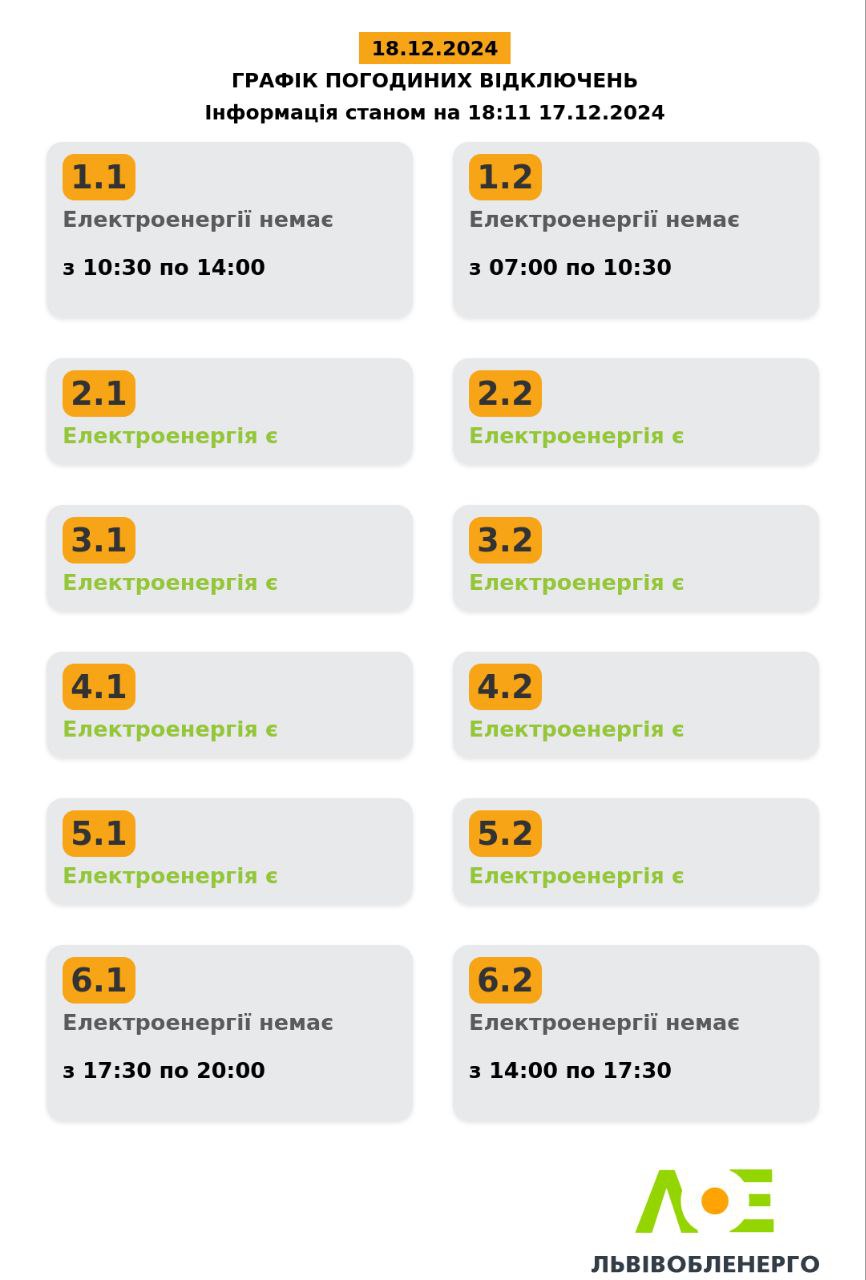 18.12.2024
ГРАФІК ПОГОДИНИХ ВІДКЛЮЧЕНЬ
Інформація станом на 18:11 17.12.2024
1.1
Електроенергії немає
з 10:30 по 14:00
1.2
Електроенергії немає
з 07:00 по 10:30
2.1
Електроенергія є
2.2
Електроенергія є
3.1
Електроенергія є
3.2
Електроенергія є
4.1
Електроенергія є
4.2
Електроенергія є
5.1
Електроенергія є
5.2
Електроенергія є
6.1
Електроенергії немає
з 17:30 по 20:00
6.2
Електроенергії немає
з 14:00 по 17:30
ЛОЕ
ЛЬВІВОБЛЕНЕРГО